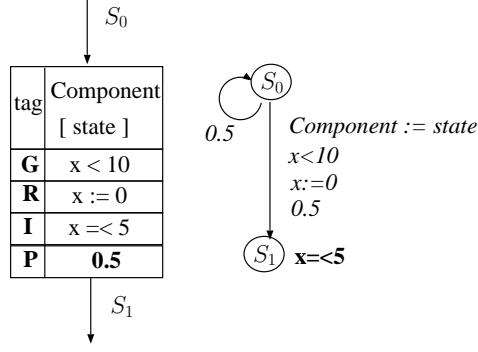 S0
tag Component
[ state ]
G x < 10
R x := 0
I x =< 5
P 0.5
S1
S0
0.5
Component := state
x<10
x:=0
0.5
S1 x=<5